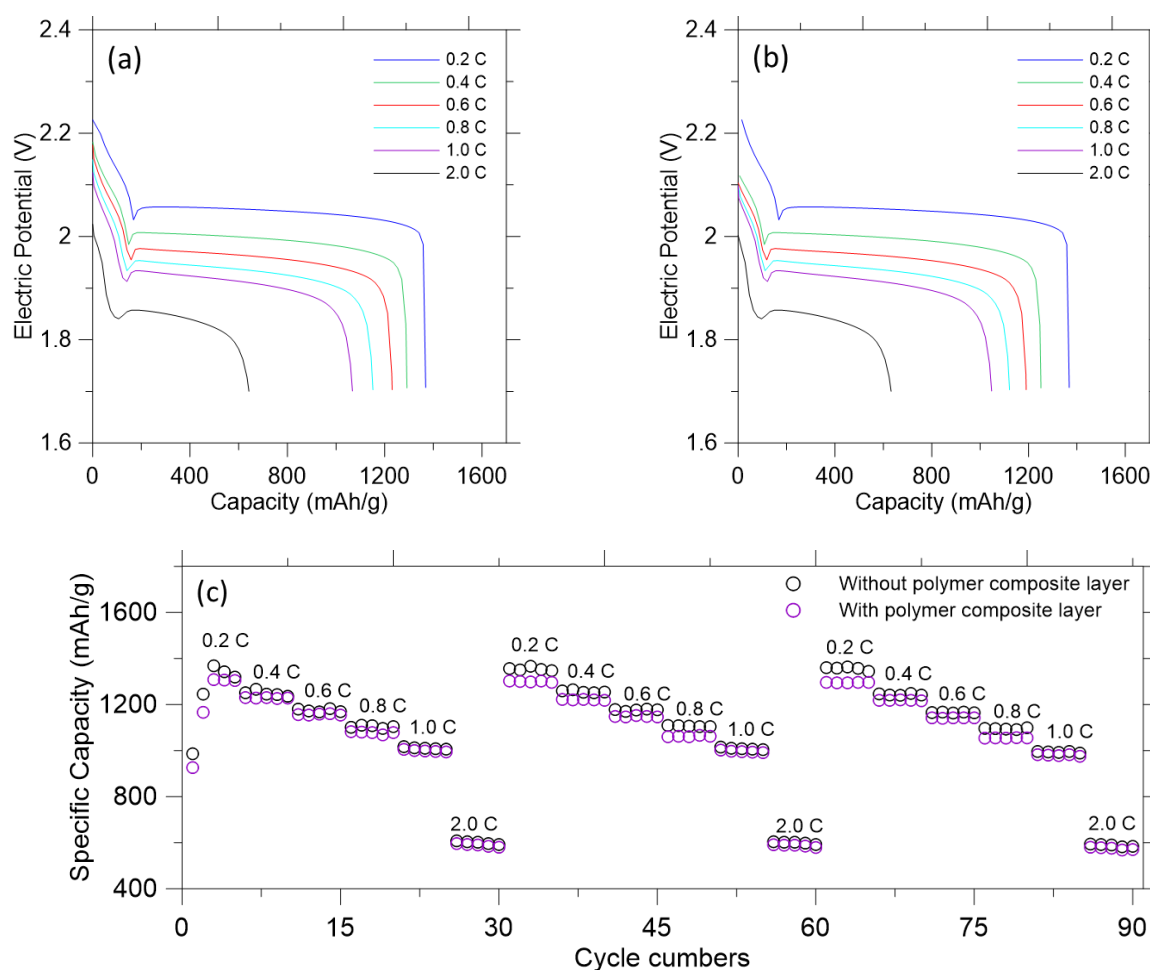 (a)
2.4
2.2
2
1.8
1.6
Electric Potential (V)
0.2 C
0.4 C
0.6 C
0.8 C
1.0 C
2.0 C
0 400 800 1200 1600
Capacity (mAh/g)
(b)
2.4
2.2
2
1.8
1.6
Electric Potential (V)
0.2 C
0.4 C
0.6 C
0.8 C
1.0 C
2.0 C
0 400 800 1200 1600
Capacity (mAh/g)
(c)
Without polymer composite layer
With polymer composite layer
1600
1200
800
400
Specific Capacity (mAh/g)
0.2 C 0.4 C 0.6 C 0.8 C 1.0 C 2.0 C
0.2 C 0.4 C 0.6 C 0.8 C 1.0 C 2.0 C
0.2 C 0.4 C 0.6 C 0.8 C 1.0 C 2.0 C
0 15 30 45 60 75 90
Cycle cumbers